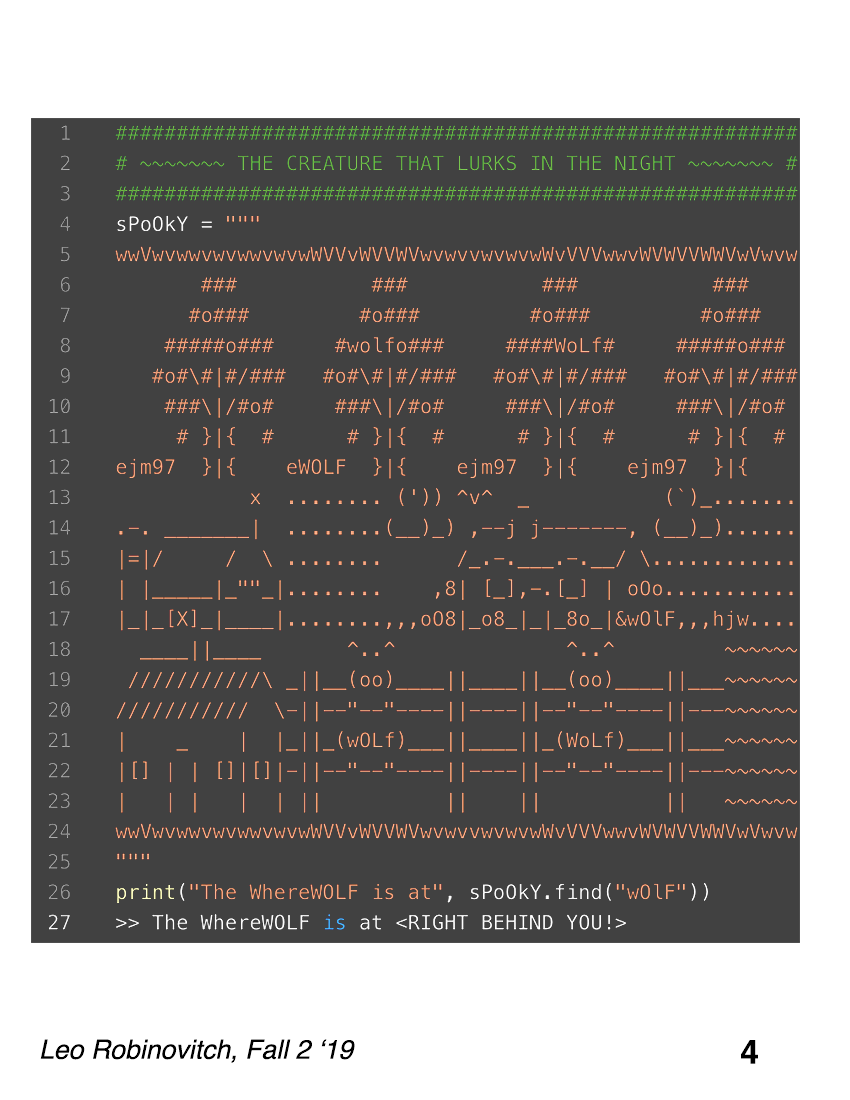 1 ########################################################
2 # ~~~~~~~ THE CREATURE THAT LURKS IN THE NIGHT ~~~~~~~ #
3 ########################################################
4 sPoOkY = """
5 wwVwvwwvwvwwvwvwWVVvWVVWVwvwvvwvwvwWvVVVwwvWVWVVWWVwVwvw
6        ###           ###           ###           ###
7       #o###         #o###         #o###         #o###
8     #####o###     #wolfo###     ####WoLf#     #####o###
9    #o#\#|#/###   #o#\#|#/###   #o#\#|#/###   #o#\#|#/###
10     ###\|/#o#     ###\|/#o#     ###\|/#o#     ###\|/#o#
11      # }|{  #      # }|{  #      # }|{  #      # }|{  #
12 ejm97  }|{    eWOLF  }|{    ejm97  }|{    ejm97  }|{
13            x  ........ (')) ^v^  _           (`)_.......
14 .-. _______|  ........(__)_) ,--j j-------, (__)_)......
15 |=|/     /  \ ........      /_.-.___.-.__/ \............
16 | |_____|_""_|........    ,8| [_],-.[_] | oOo...........
17 |_|_[X]_|____|........,,,oO8|_o8_|_|_8o_|&wOlF,,,hjw....
18   ____||____       ^..^              ^..^         ~~~~~~
19  ///////////\ _||__(oo)____||____||__(oo)____||___~~~~~~
20 ///////////  \-||--"--"----||----||--"--"----||---~~~~~~
21 |    _    |  |_||_(wOLf)___||____||_(WoLf)___||___~~~~~~
22 |[] | | []|[]|-||--"--"----||----||--"--"----||---~~~~~~
23 |   | |   |  | ||          ||    ||          ||   ~~~~~~
24 wwVwvwwvwvwwvwvwWVVvWVVWVwvwvvwvwvwWvVVVwwvWVWVVWWVwVwvw
25 """
26 print("The WhereWOLF is at", sPoOkY.find("wOlF"))
27 >> The WhereWOLF is at <RIGHT BEHIND YOU!>
Leo Robinovitch, Fall 2 ‘19
4